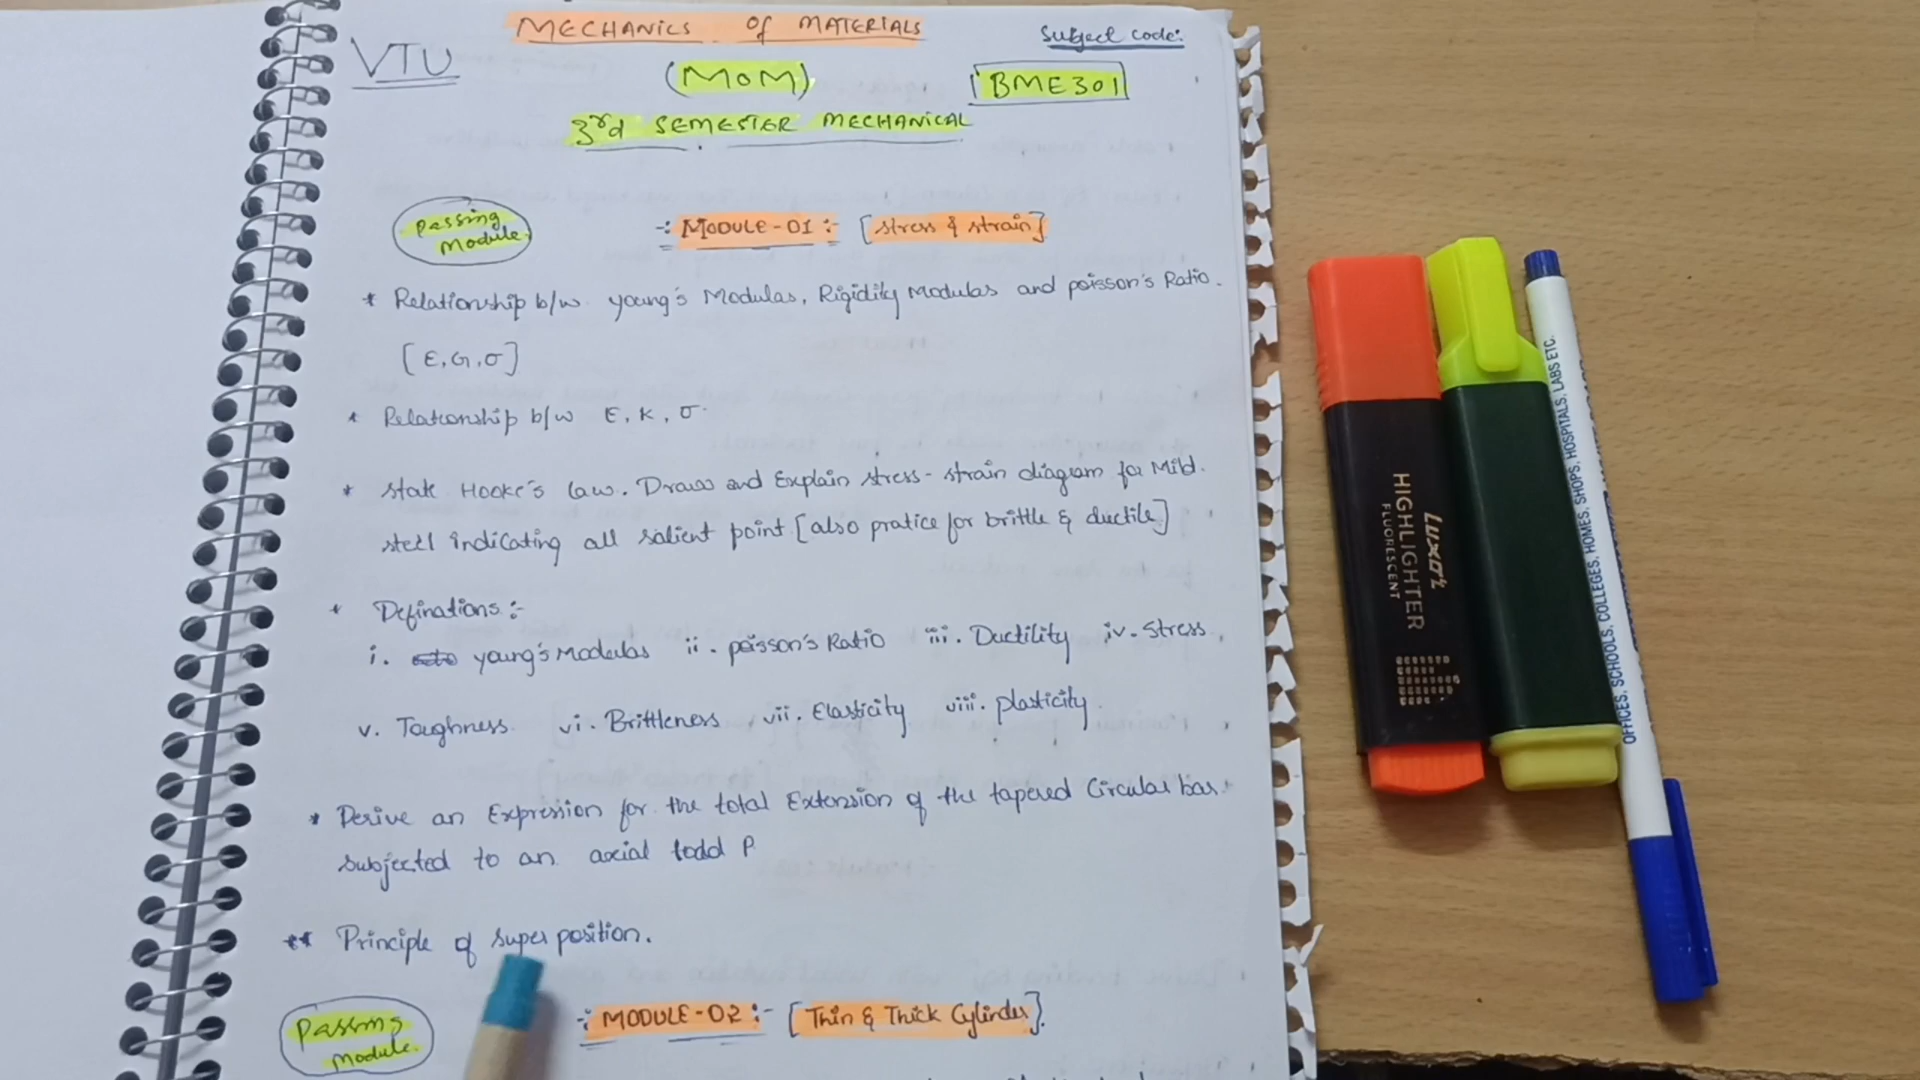 MECHANICS Of MATERIALS
Subject code:
VTU
(MOM)
BME301
3rd SEMESTER MECHANICAL
Passing Module.
-: MODULE-01 :- [Stress & strain]
* Relationship b/w young's Modulas, Rigidity Modulas and poisson's Ratio.
[E, G, σ]
* Relationship b/w E, K, σ.
* State Hooke's law. Draw and Explain stress-strain diagram for Mild.
steel indicating all salient point [also pratice for brittle & ductile]
* Definations :-
i. young's Modulas ii. poisson's Ratio iii. Ductility iv. Stress
v. Toughness. vi. Brittleness vii. Elasticity viii. plasticity.
* Derive an Expression for the total Extension of the tapered Circular bar
subjected to an axial load P
** Principle of super position.
Passing Module.
-: MODULE-02 :- [Thin & Thick Cylinder].
Luxor
HIGHLIGHTER
FLUORESCENT
OFFICES, SCHOOLS, COLLEGES, HOMES, SHOPS, HOSPITALS, LABS ETC.